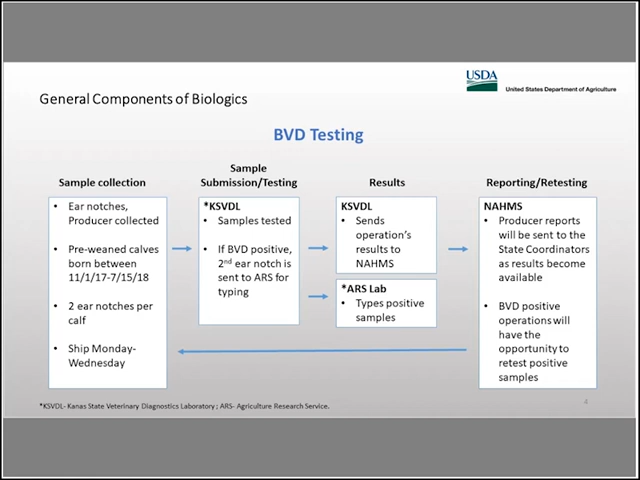 USDA
United States Department of Agriculture
General Components of Biologics
BVD Testing
Sample collection
Ear notches,
Producer collected
Pre-weaned calves
born between
11/1/17-7/15/18
2 ear notches per
calf
Ship Monday-
Wednesday
Sample
Submission/Testing
*KSVDL
Samples tested
If BVD positive,
2nd ear notch is
sent to ARS for
typing
Results
KSVDL
Sends
operation's
results to
NAHMS
*ARS Lab
Types positive
samples
Reporting/Retesting
NAHMS
Producer reports
will be sent to the
State Coordinators
as results become
available
BVD positive
operations will
have the
opportunity to
retest positive
samples
*KSVDL- Kanas State Veterinary Diagnostics Laboratory ; ARS- Agriculture Research Service.
4